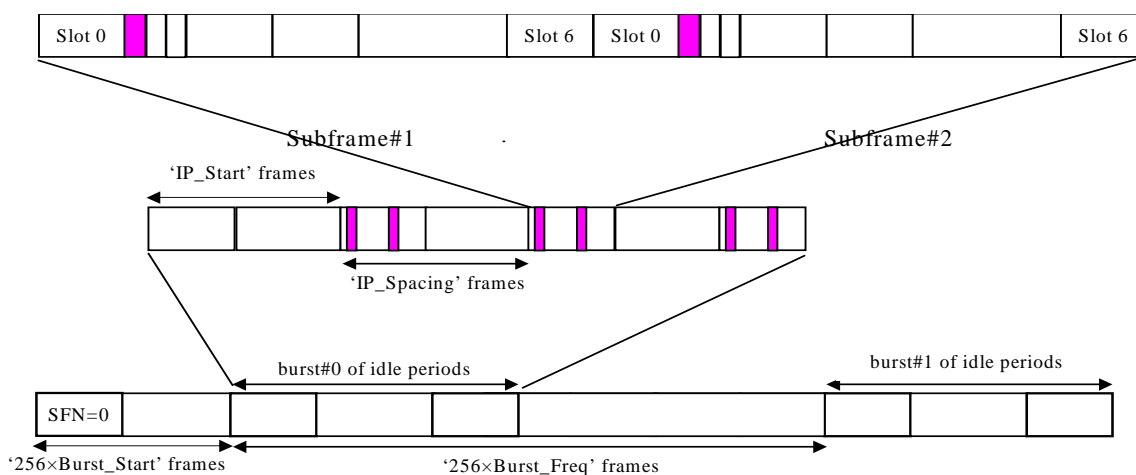 Slot 0 Slot 6 Slot 0 Slot 6
Subframe#1 Subframe#2
‘IP_Start’ frames
‘IP_Spacing’ frames
burst#0 of idle periods burst#1 of idle periods
SFN=0
‘256×Burst_Start’ frames ‘256×Burst_Freq’ frames